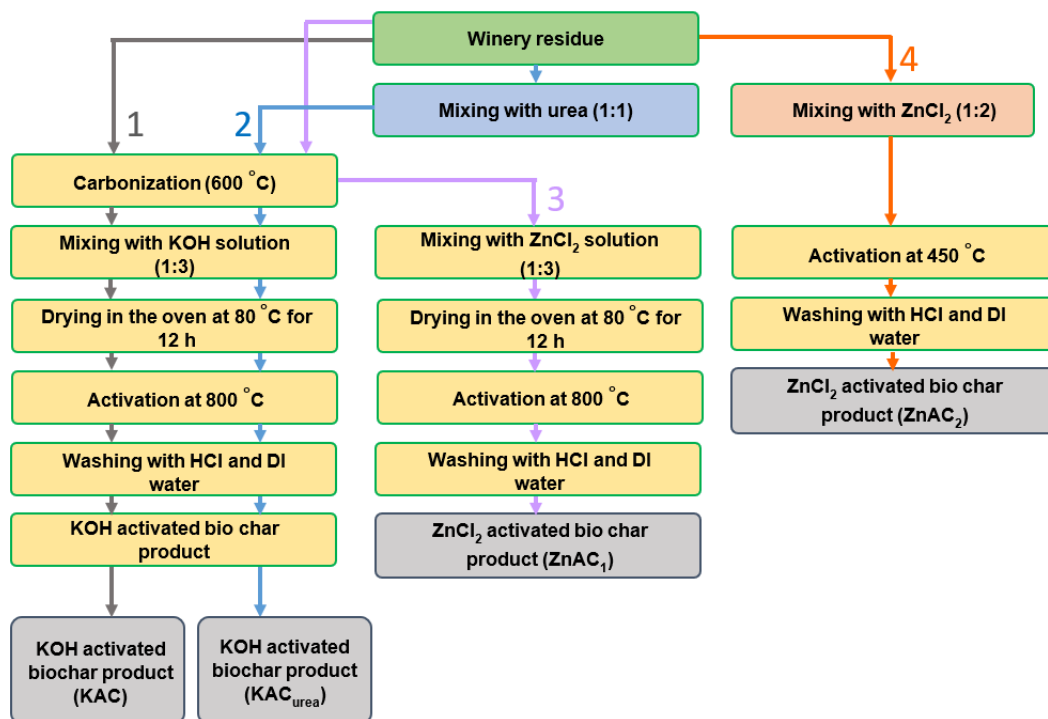 Winery residue
4
Mixing with urea (1:1)
Mixing with ZnCl₂ (1:2)
1
2
Carbonization (600 °C)
3
Mixing with KOH solution
(1:3)
Mixing with ZnCl₂ solution
(1:3)
Activation at 450 °C
Drying in the oven at 80 °C for
12 h
Drying in the oven at 80 °C for
12 h
Washing with HCl and DI
water
Activation at 800 °C
Activation at 800 °C
ZnCl₂ activated bio char
product (ZnAC₂)
Washing with HCl and DI
water
Washing with HCl and DI
water
KOH activated bio char
product
ZnCl₂ activated bio char
product (ZnAC₁)
KOH activated
biochar product
(KAC)
KOH activated
biochar product
(KACurea)